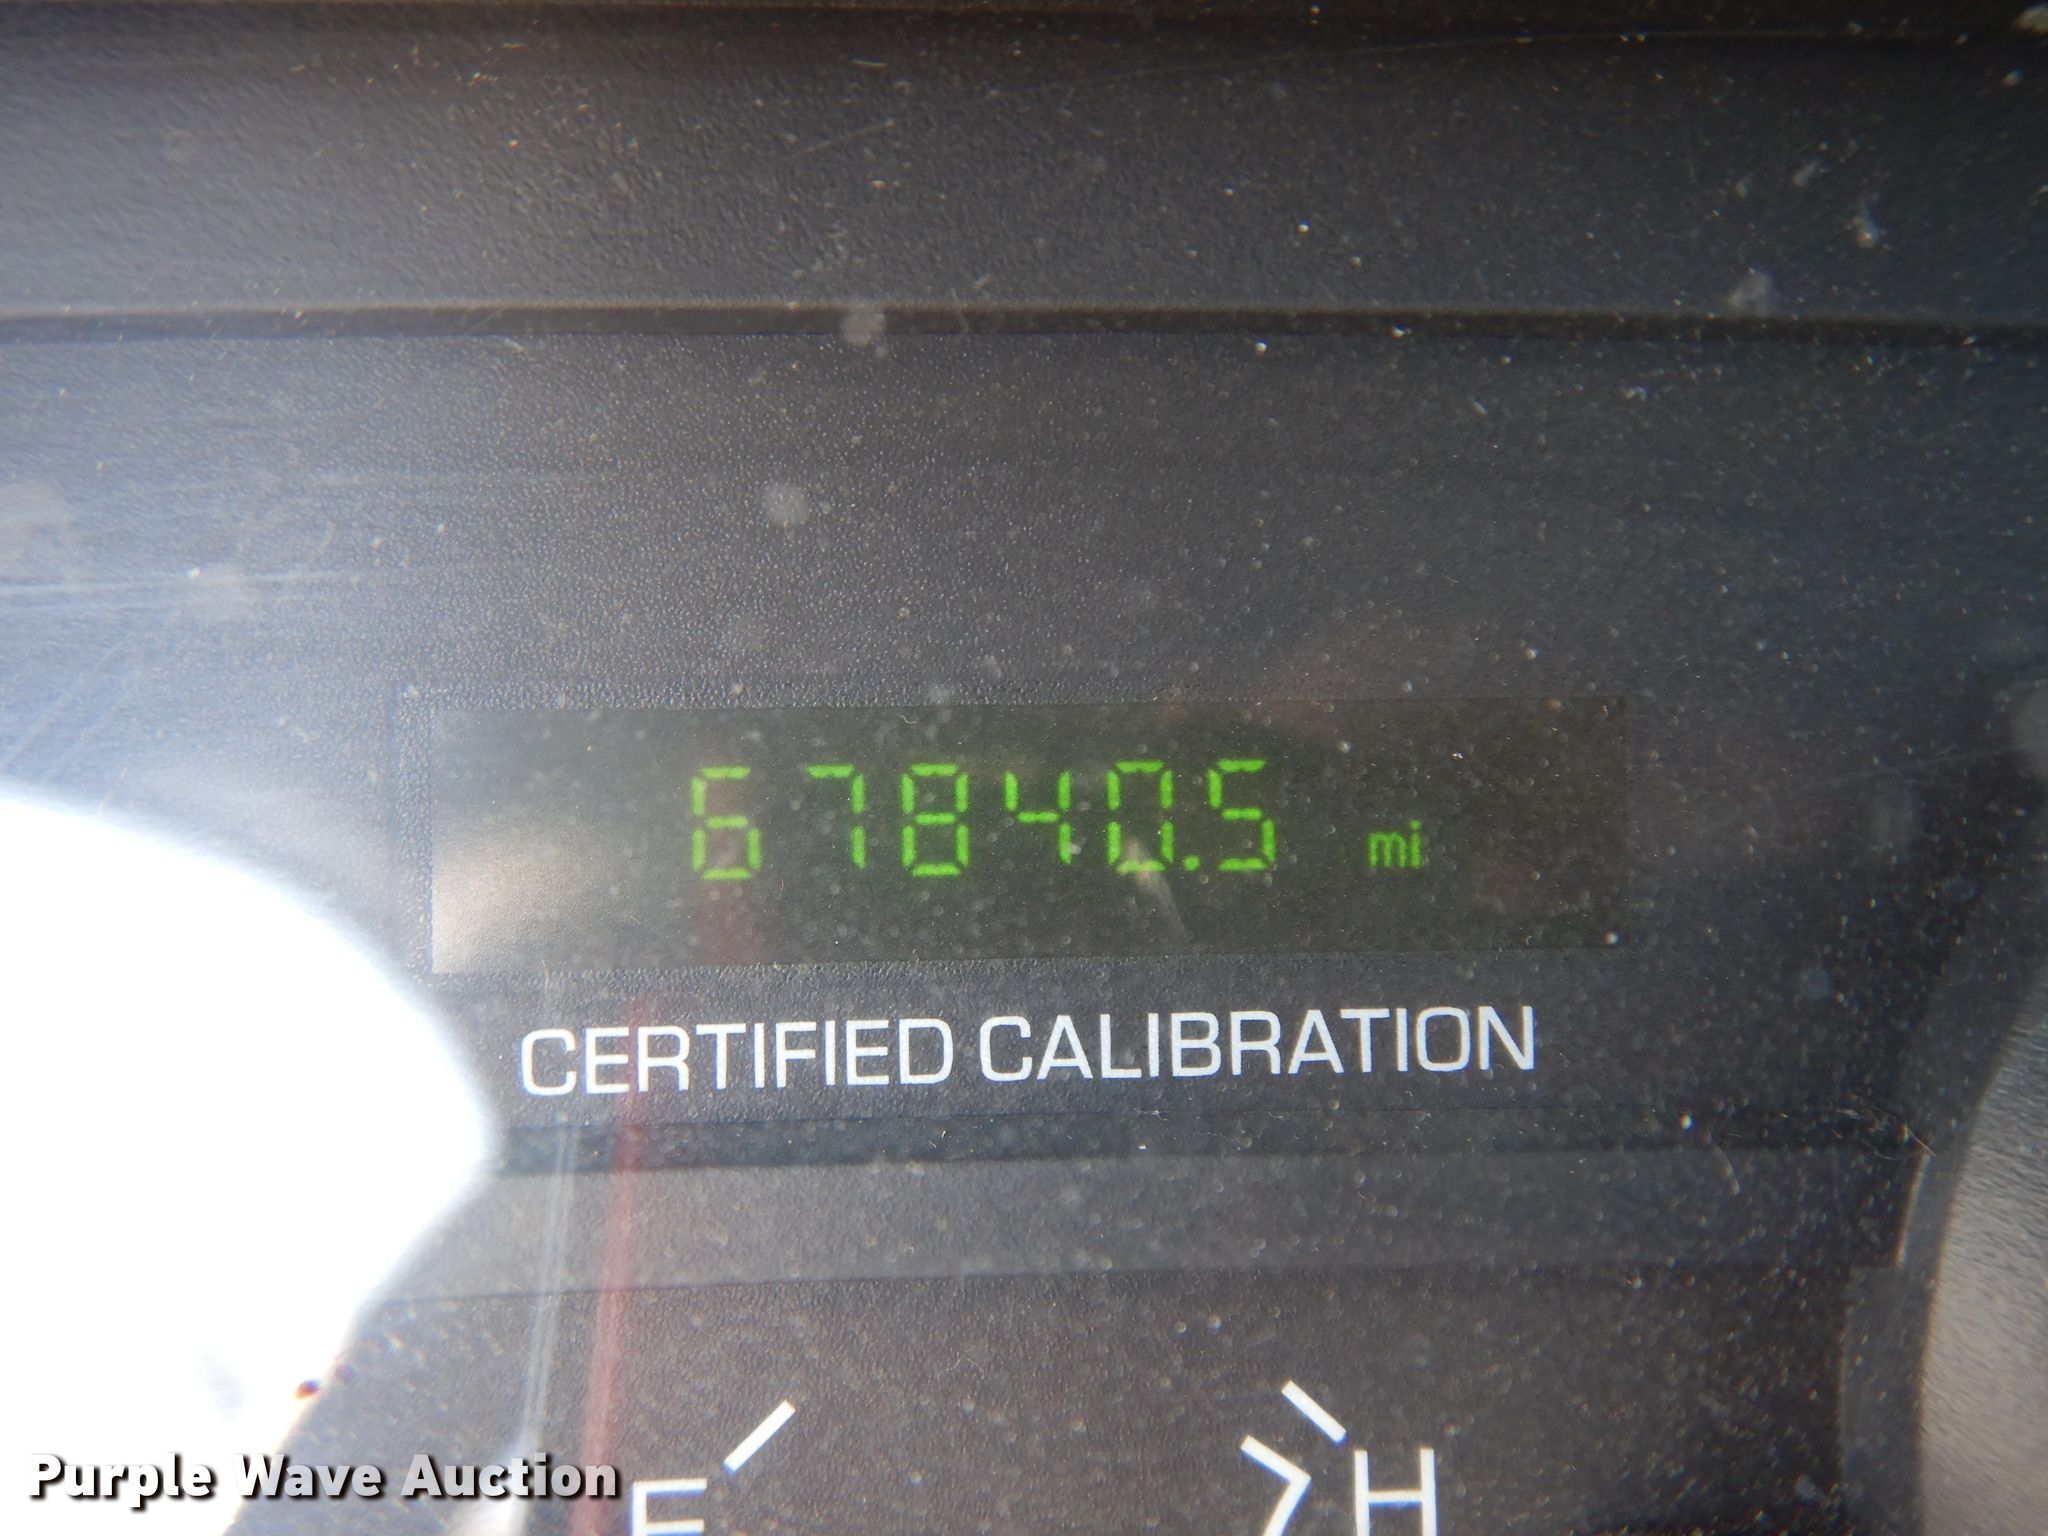 67840.5 mi
CERTIFIED CALIBRATION
H
Purple Wave Auction